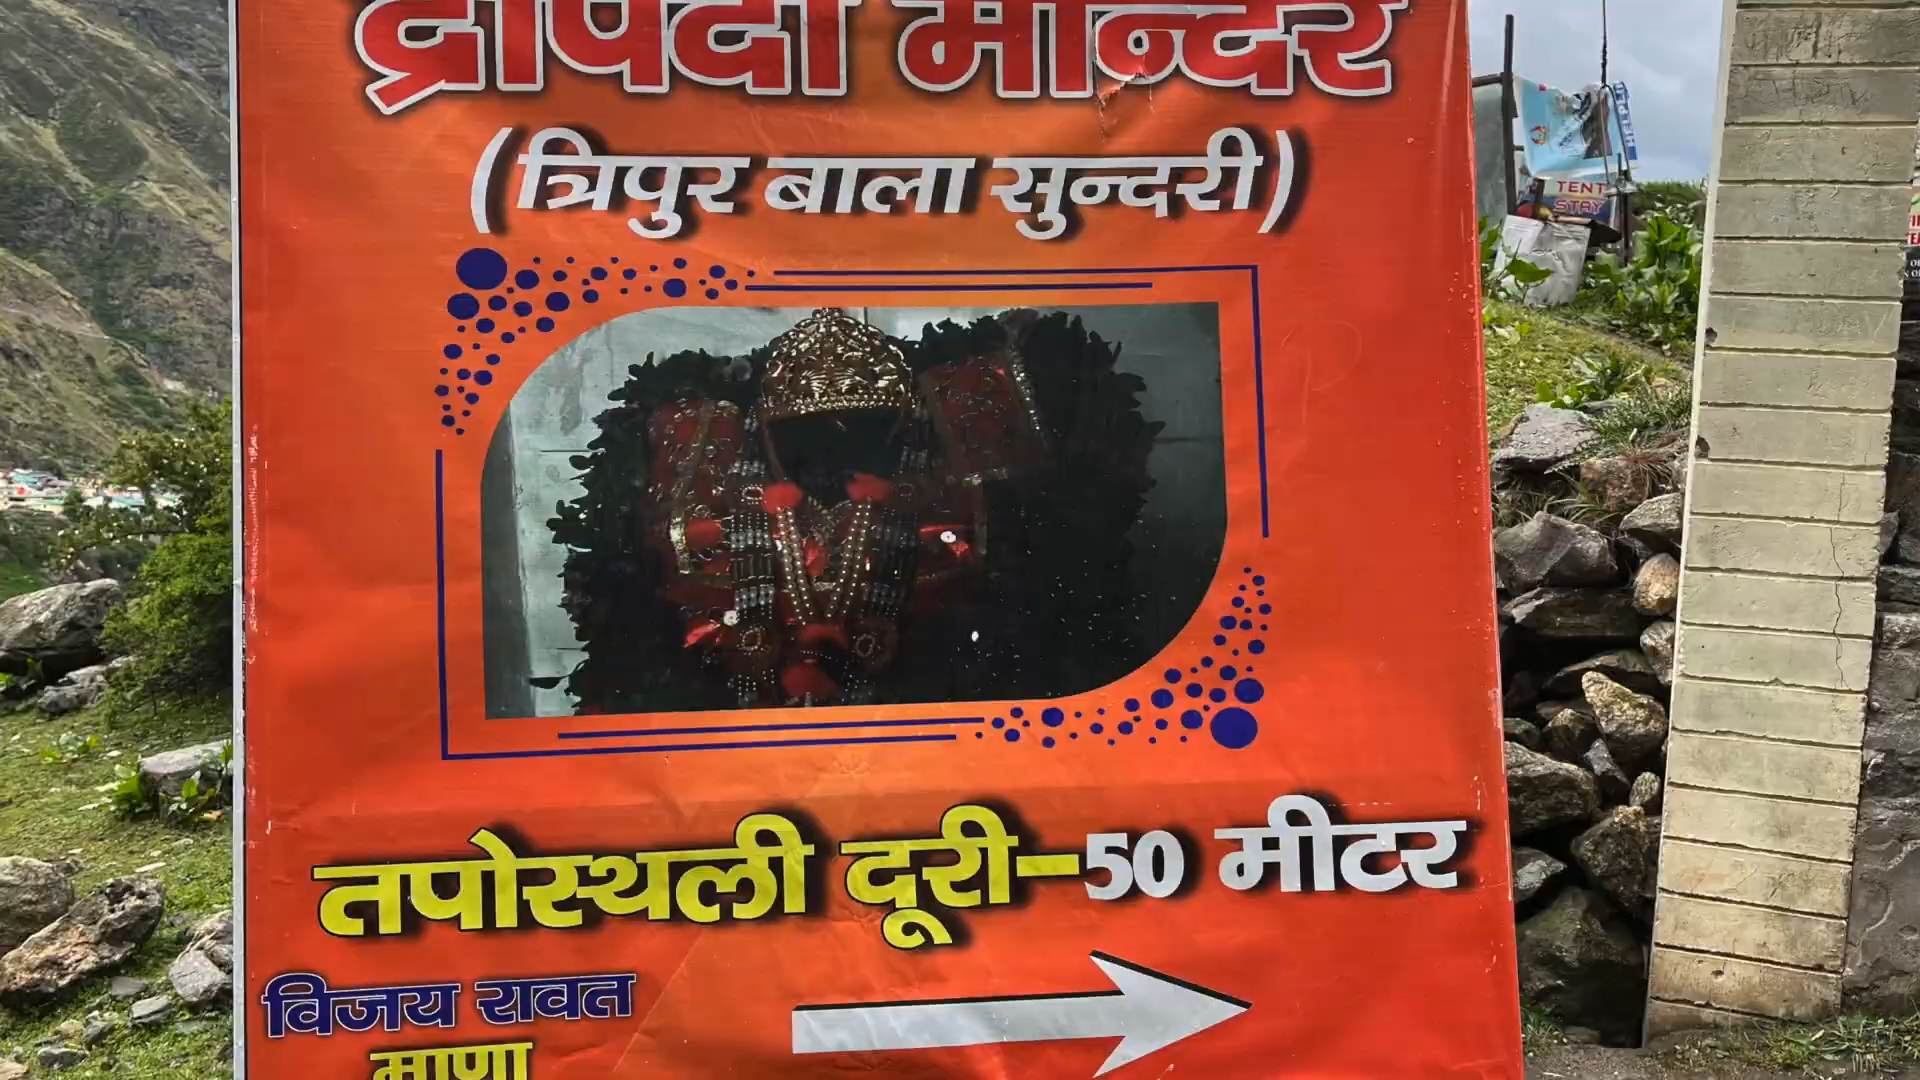 द्रौपदी मन्दिर
(त्रिपुर बाला सुन्दरी)
TENT
STAY
तपोस्थली दूरी-50 मीटर
विजय रावत
माणा